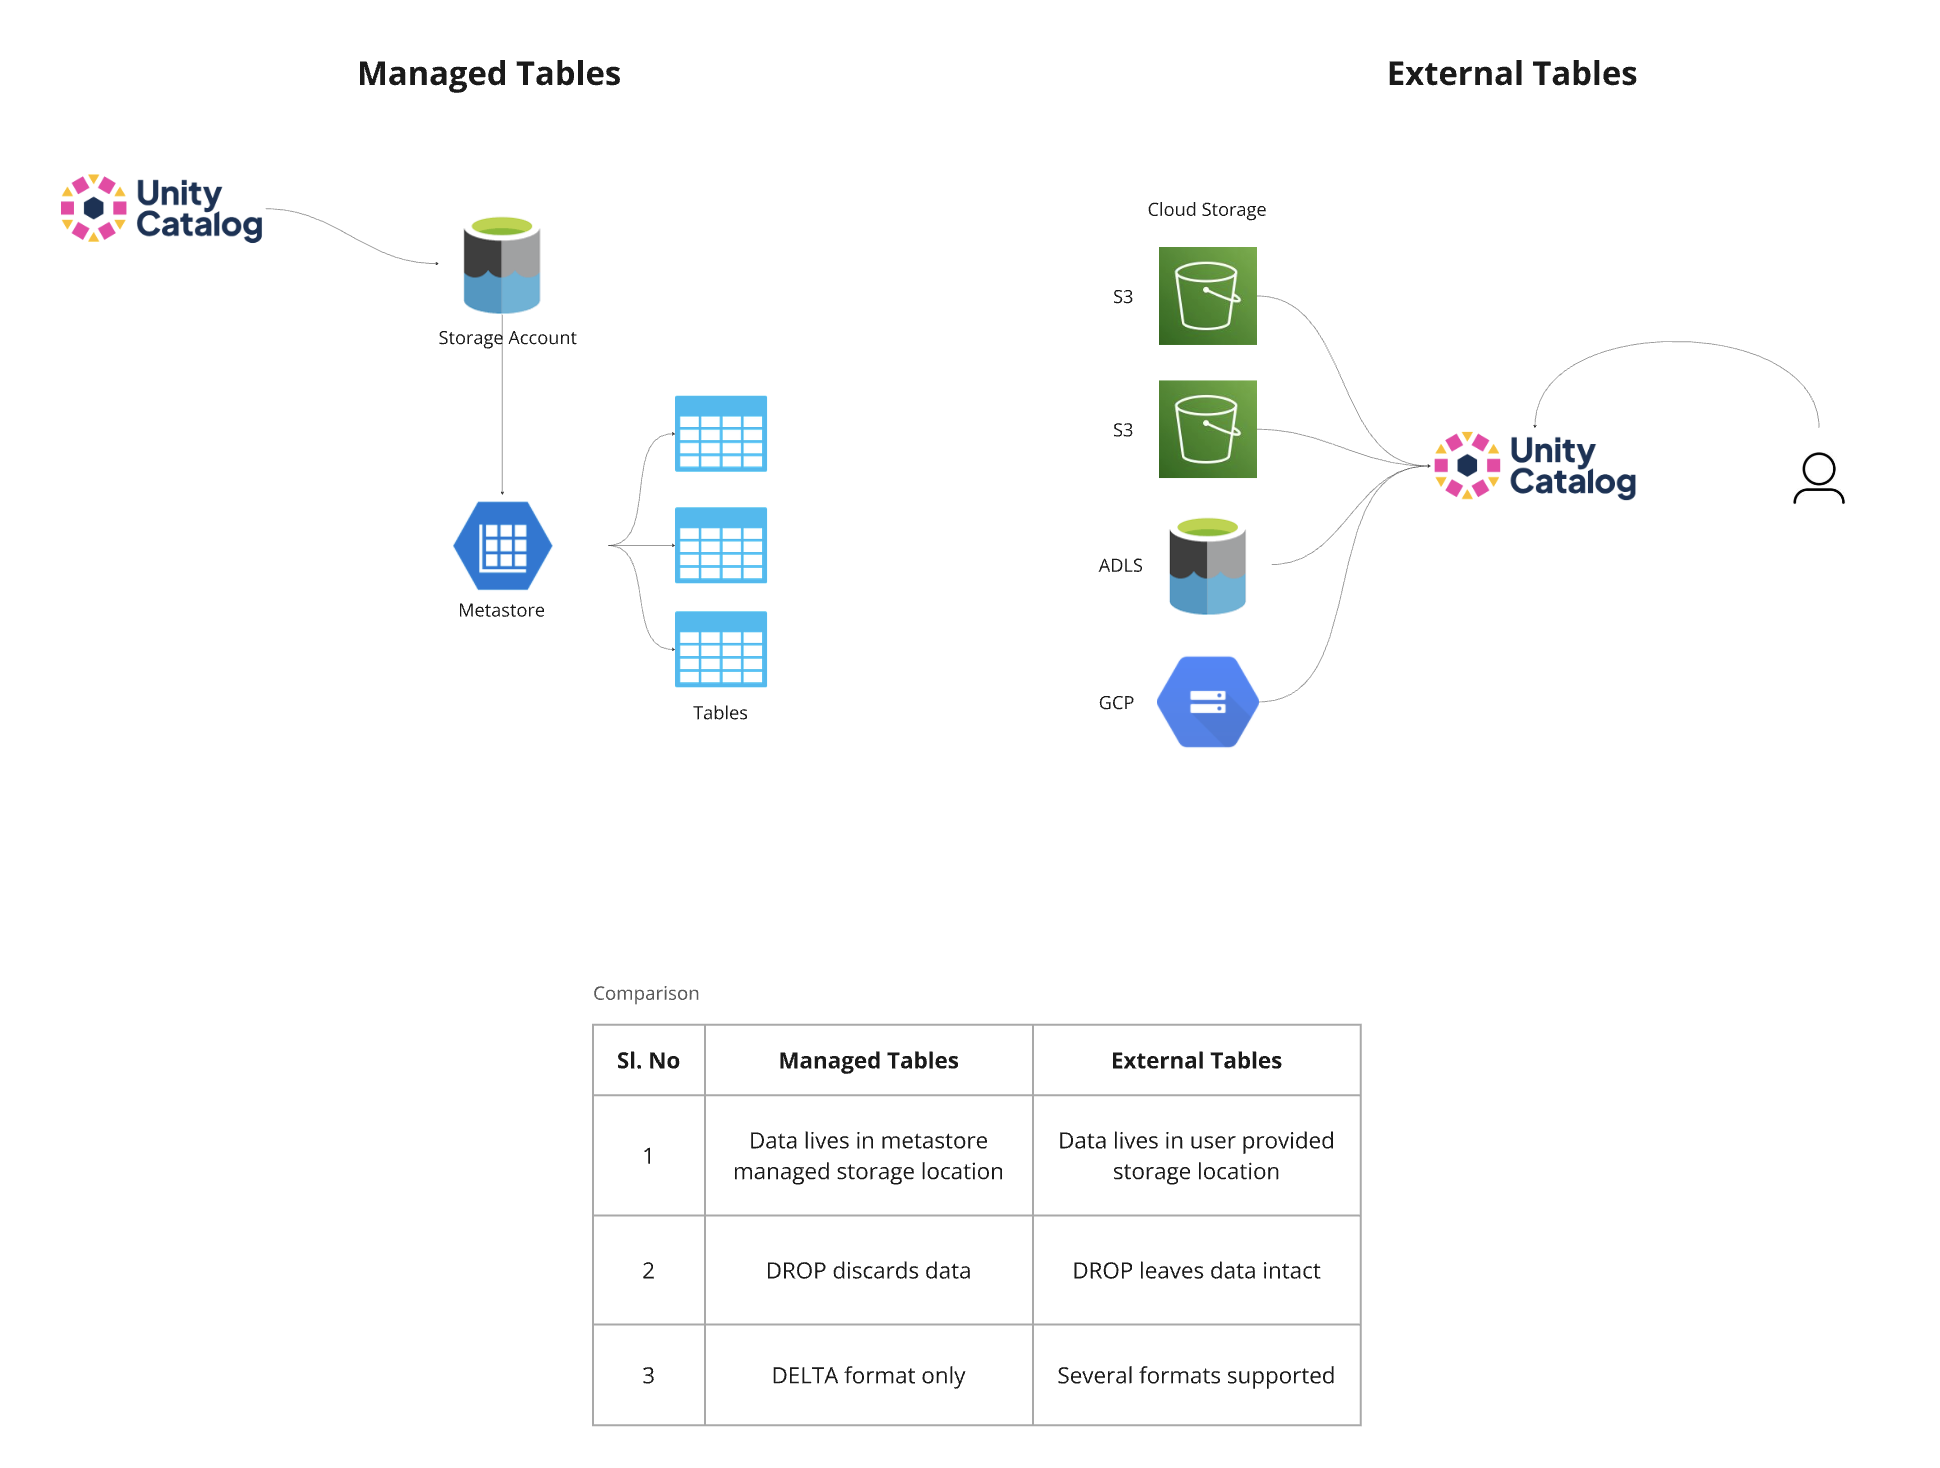 Managed Tables
External Tables
Unity
Catalog
Storage Account
Metastore
Tables
Cloud Storage
S3
S3
ADLS
GCP
Unity
Catalog
Comparison
Sl. No
Managed Tables
External Tables
1
Data lives in metastore
managed storage location
Data lives in user provided
storage location
2
DROP discards data
DROP leaves data intact
3
DELTA format only
Several formats supported